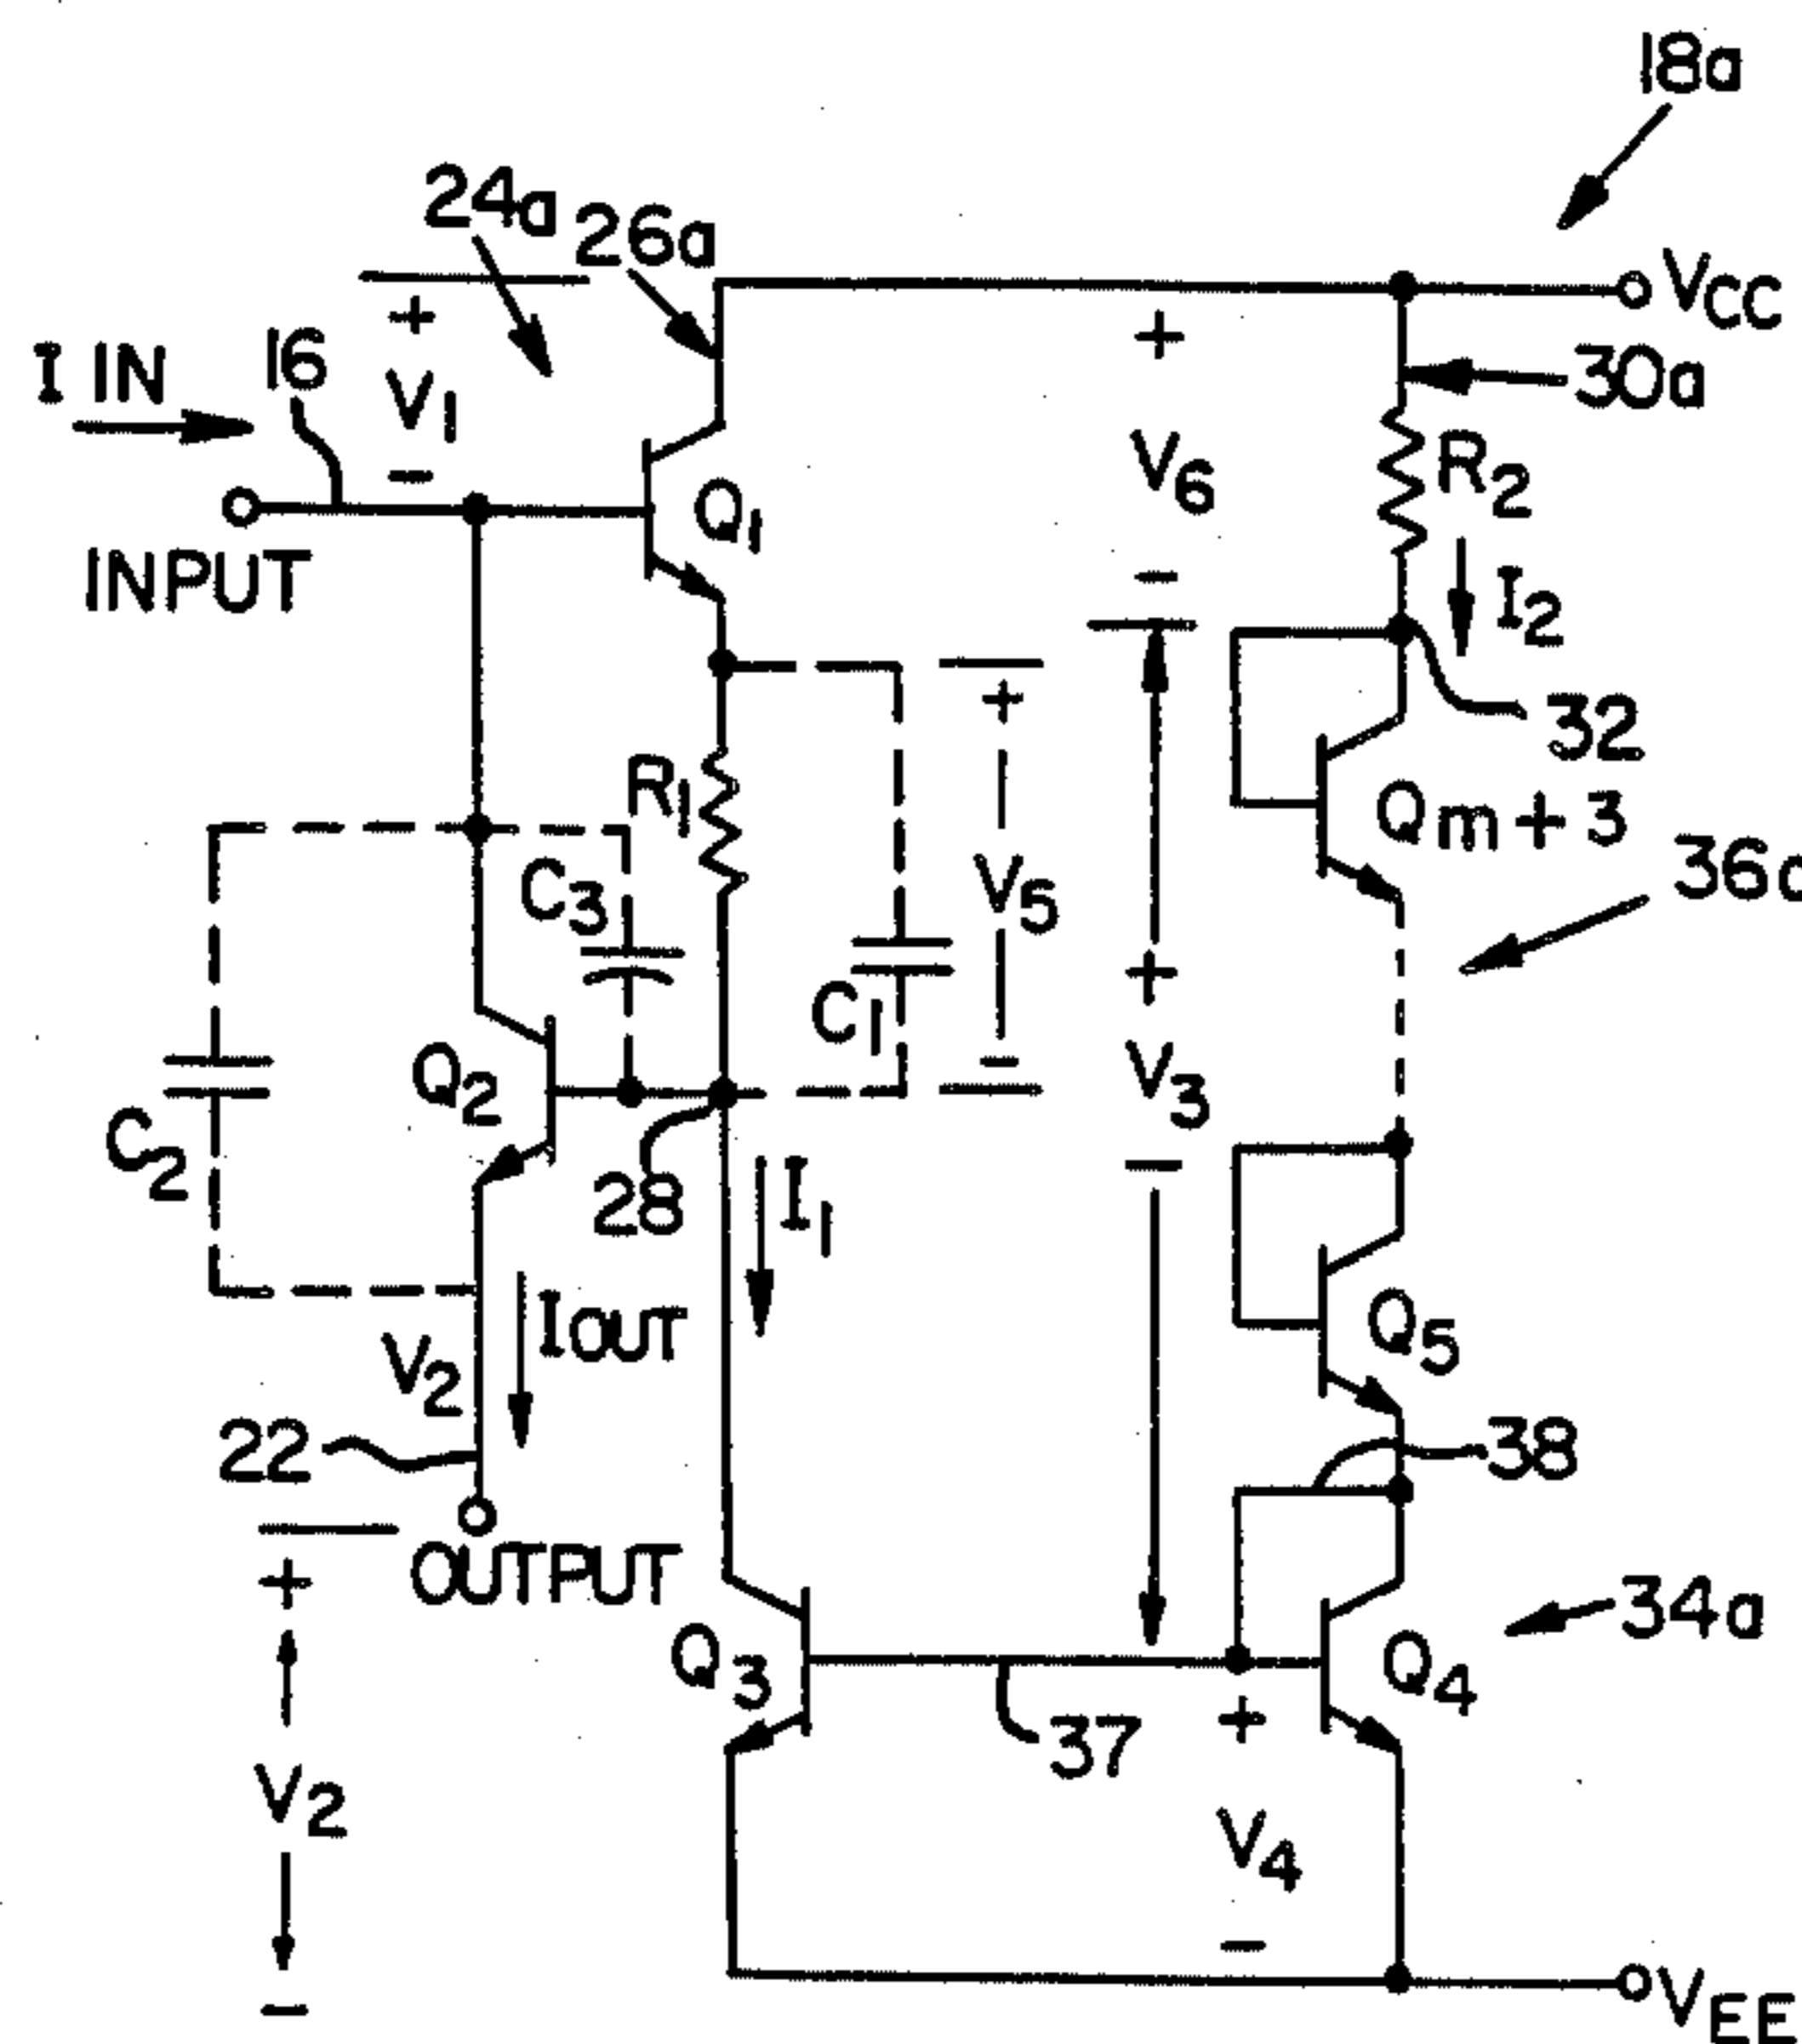 18a
24a
26a
VCC
I IN
16
+
V1
-
+
30a
V6
R2
Q1
INPUT
-
I2
+
32
R1
Qm+3
36a
C3
V5
C1
+
Q2
-
V3
C2
28
I1
-
IOUT
Q5
V2
22
38
+
OUTPUT
34a
Q3
Q4
37
+
V2
V4
-
-
VEE